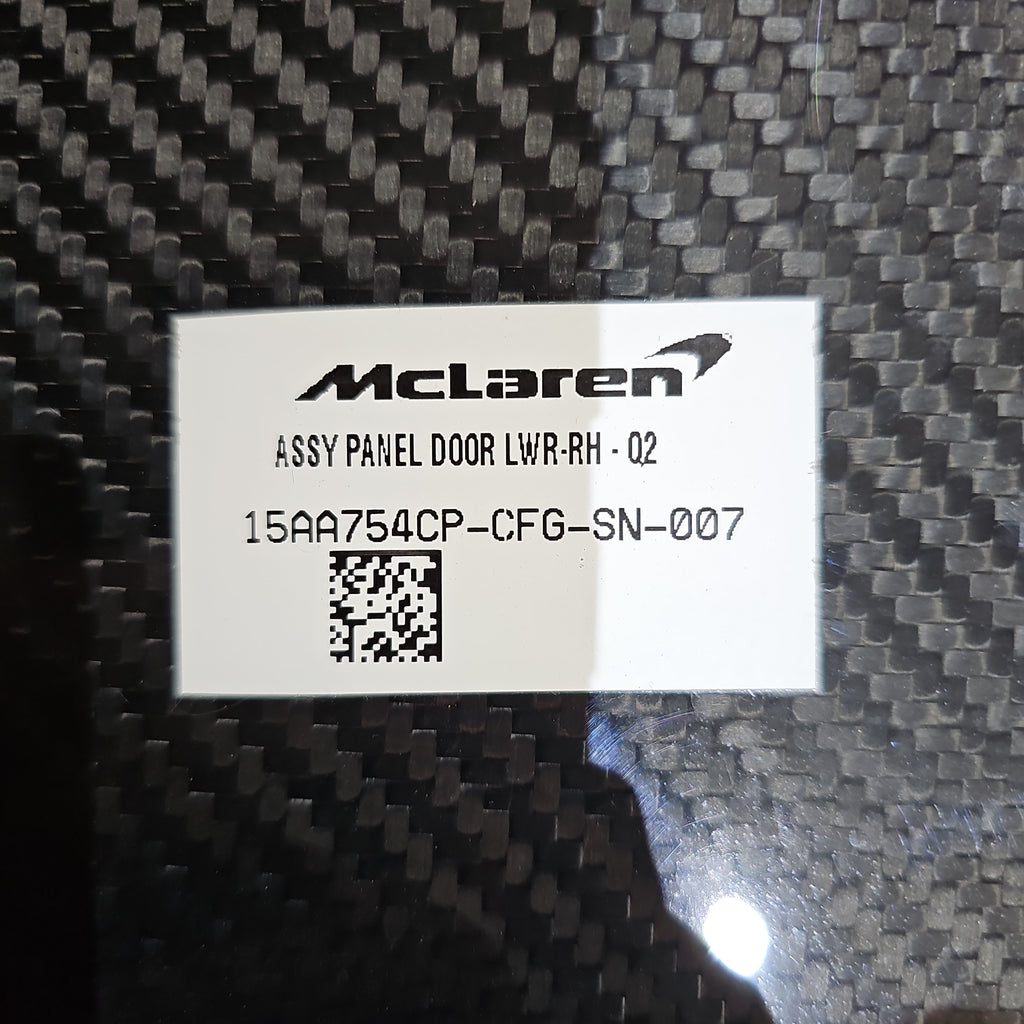 McLaren
ASSY PANEL DOOR LWR-RH - Q2
15AA754CP-CFG-SN-007